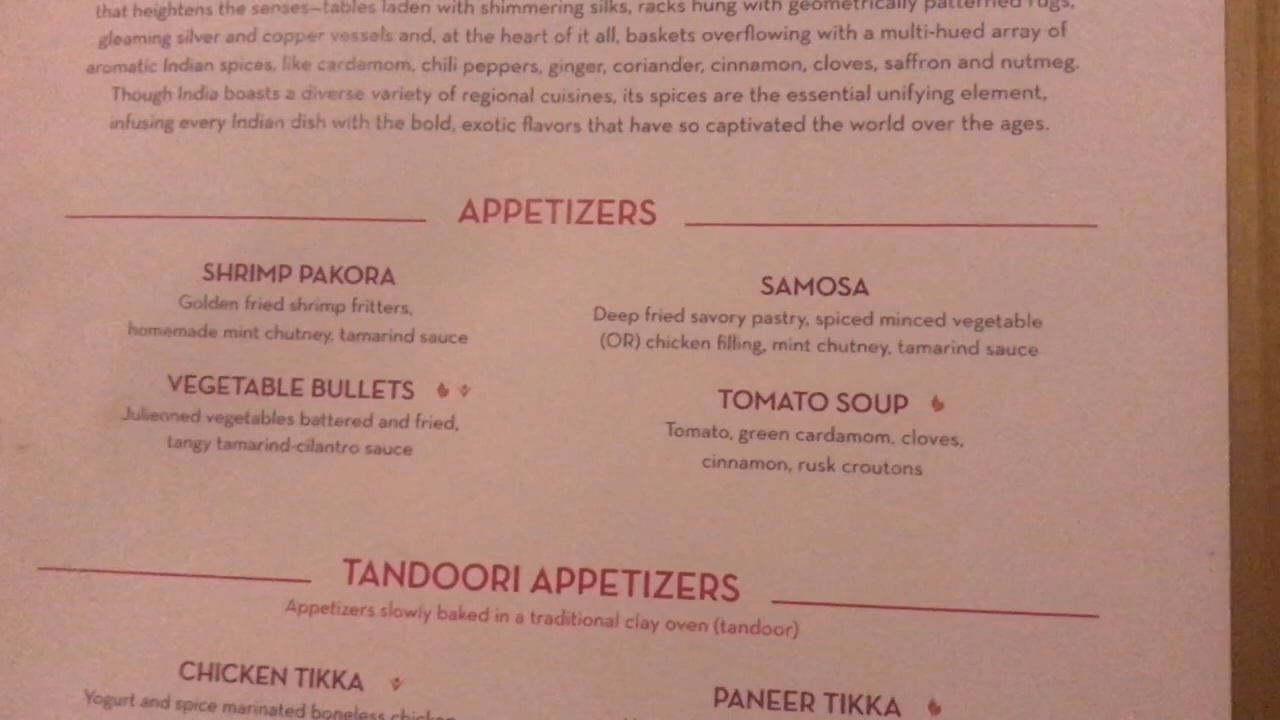 that heightens the senses—tables laden with shimmering silks, racks hung with geometrically patterned rugs,
gleaming silver and copper vessels and, at the heart of it all, baskets overflowing with a multi-hued array of
aromatic Indian spices, like cardamom, chili peppers, ginger, coriander, cinnamon, cloves, saffron and nutmeg.
Though India boasts a diverse variety of regional cuisines, its spices are the essential unifying element,
infusing every Indian dish with the bold, exotic flavors that have so captivated the world over the ages.
APPETIZERS
SHRIMP PAKORA
Golden fried shrimp fritters,
homemade mint chutney, tamarind sauce
SAMOSA
Deep fried savory pastry, spiced minced vegetable
(OR) chicken filling, mint chutney, tamarind sauce
VEGETABLE BULLETS
Julienned vegetables battered and fried,
tangy tamarind-cilantro sauce
TOMATO SOUP
Tomato, green cardamom, cloves,
cinnamon, rusk croutons
TANDOORI APPETIZERS
Appetizers slowly baked in a traditional clay oven (tandoor)
CHICKEN TIKKA
Yogurt and spice marinated boneless chicken
PANEER TIKKA